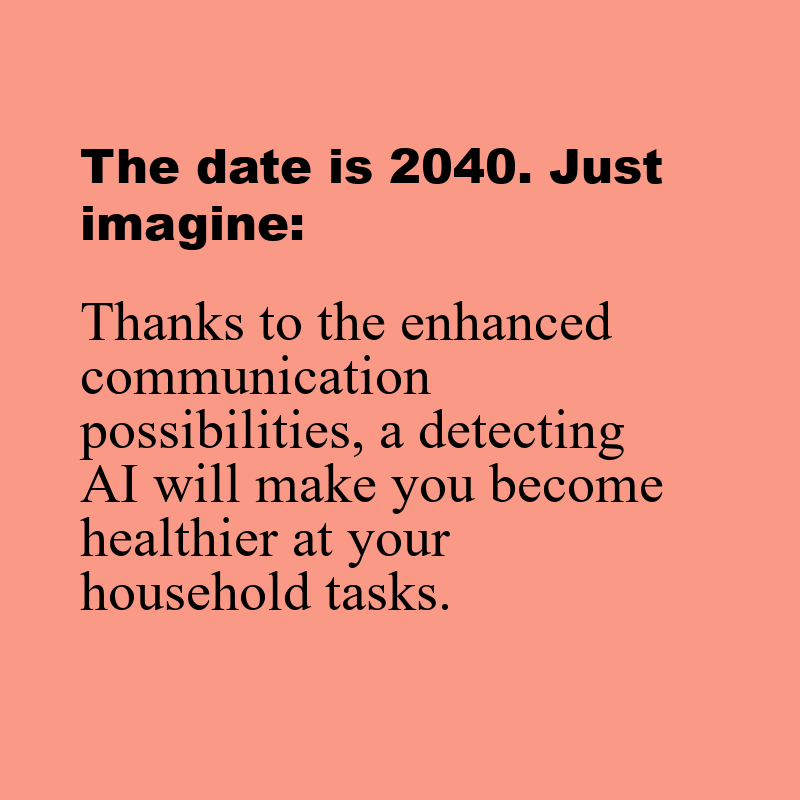 The date is 2040. Just
imagine:
Thanks to the enhanced
communication
possibilities, a detecting
AI will make you become
healthier at your
household tasks.